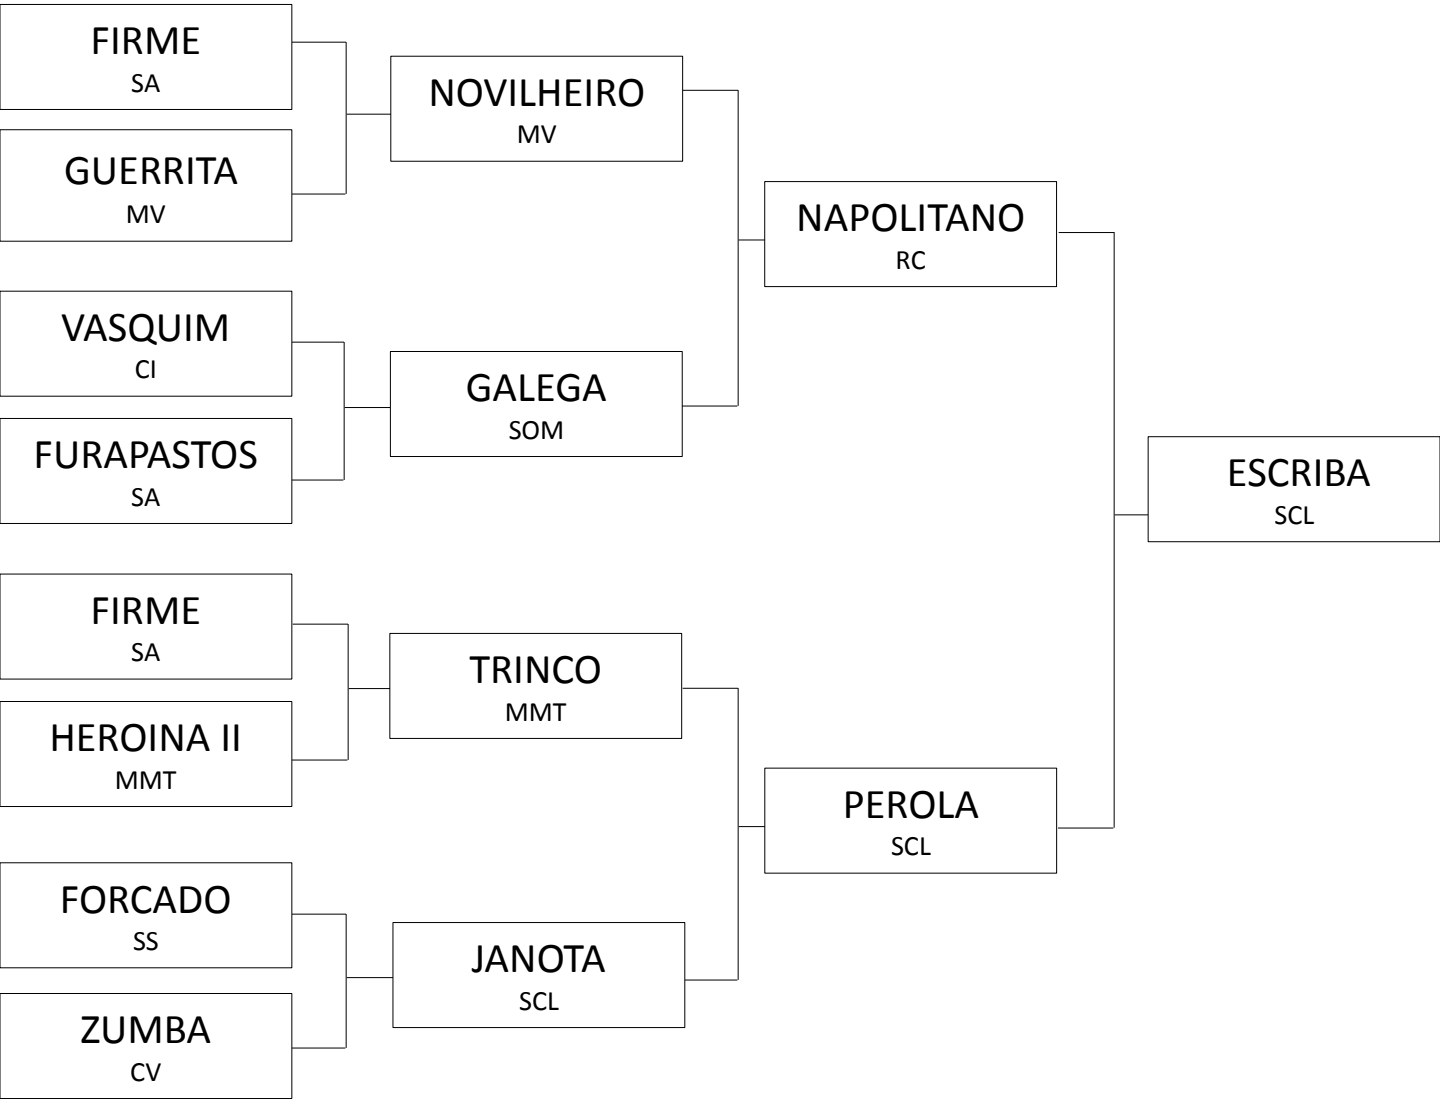 FIRME
SA
GUERRITA
MV
NOVILHEIRO
MV
VASQUIM
CI
FURAPASTOS
SA
GALEGA
SOM
NAPOLITANO
RC
FIRME
SA
HEROINA II
MMT
TRINCO
MMT
FORCADO
SS
ZUMBA
CV
JANOTA
SCL
PEROLA
SCL
ESCRIBA
SCL